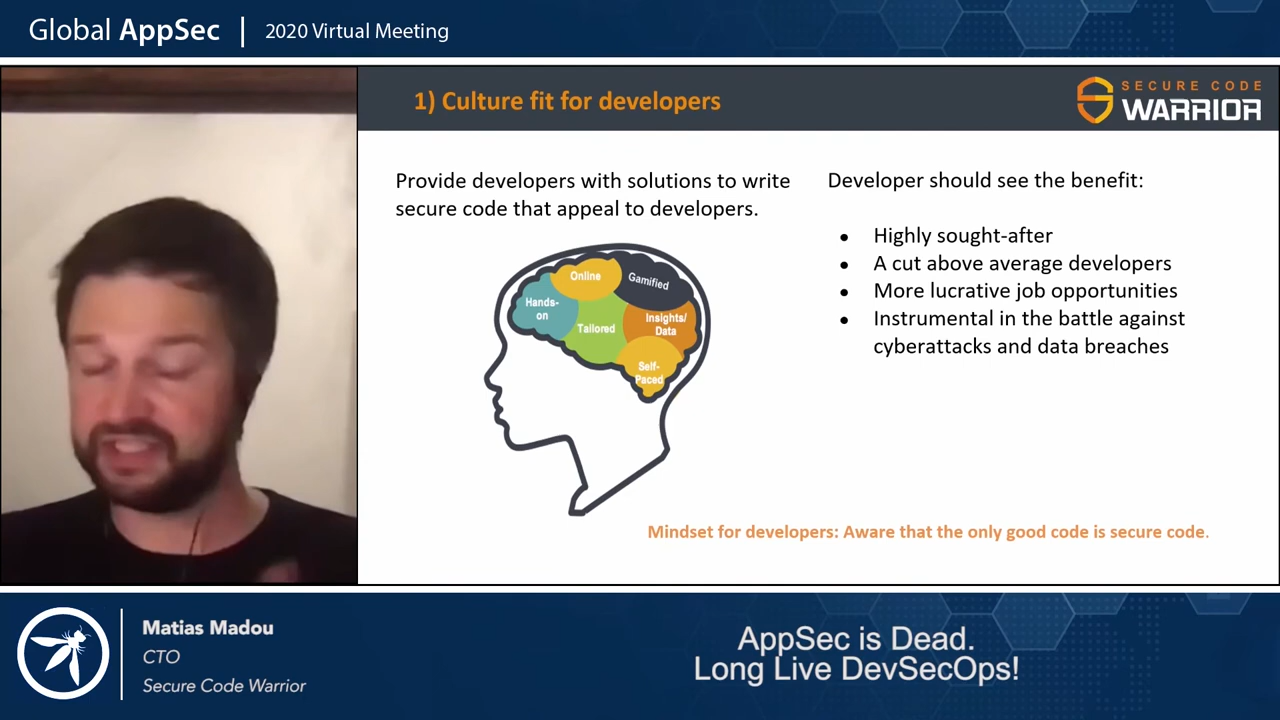 Global AppSec | 2020 Virtual Meeting
1) Culture fit for developers
SECURE CODE
WARRIOR
Provide developers with solutions to write
secure code that appeal to developers.
Online
Gamified
Hands-
on
Tailored
Insights/
Data
Self-
Paced
Developer should see the benefit:
● Highly sought-after
● A cut above average developers
● More lucrative job opportunities
● Instrumental in the battle against
cyberattacks and data breaches
Mindset for developers: Aware that the only good code is secure code.
Matias Madou
CTO
Secure Code Warrior
AppSec is Dead.
Long Live DevSecOps!